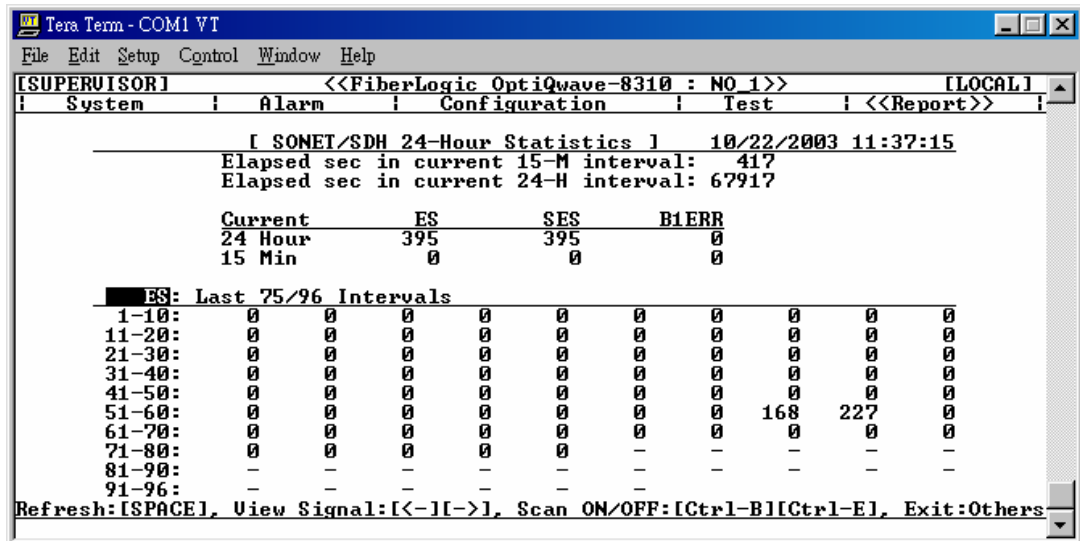 Tera Term - COM1 VT
File Edit Setup Control Window Help
[SUPERVISOR] <<FiberLogic OptiQwave-8310 : NO_1>> [LOCAL]
| System | Alarm | Configuration | Test | <<Report>> |
[ SONET/SDH 24-Hour Statistics ] 10/22/2003 11:37:15
Elapsed sec in current 15-M interval: 417
Elapsed sec in current 24-H interval: 67917
Current ES SES B1ERR
24 Hour 395 395 0
15 Min 0 0 0
ES: Last 75/96 Intervals
1-10: 0 0 0 0 0 0 0 0 0 0
11-20: 0 0 0 0 0 0 0 0 0 0
21-30: 0 0 0 0 0 0 0 0 0 0
31-40: 0 0 0 0 0 0 0 0 0 0
41-50: 0 0 0 0 0 0 0 0 0 0
51-60: 0 0 0 0 0 0 0 168 227 0
61-70: 0 0 0 0 0 0 0 0 0 0
71-80: 0 0 0 0 0 - - - - -
81-90: - - - - - - - - - -
91-96: - - - - - -
Refresh:[SPACE], View Signal:[<-][->], Scan ON/OFF:[Ctrl-B][Ctrl-E], Exit:Others